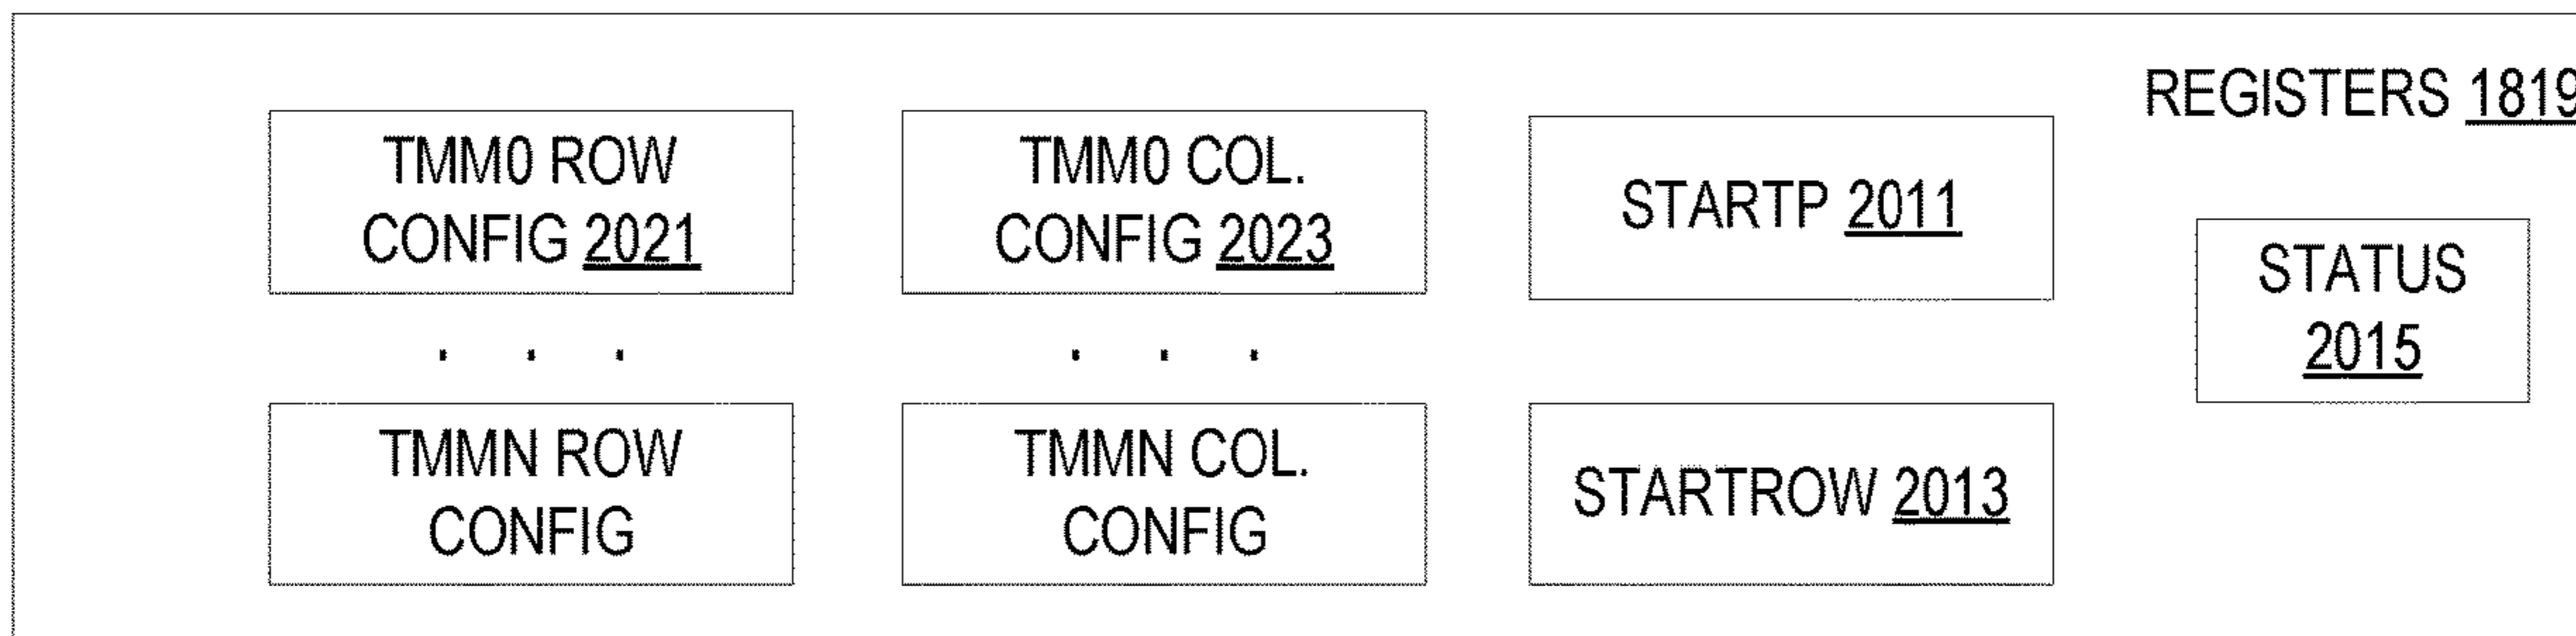 REGISTERS 1819
TMM0 ROW
CONFIG 2021
TMM0 COL.
CONFIG 2023
STARTP 2011
STATUS
2015
. . .
. . .
TMMN ROW
CONFIG
TMMN COL.
CONFIG
STARTROW 2013